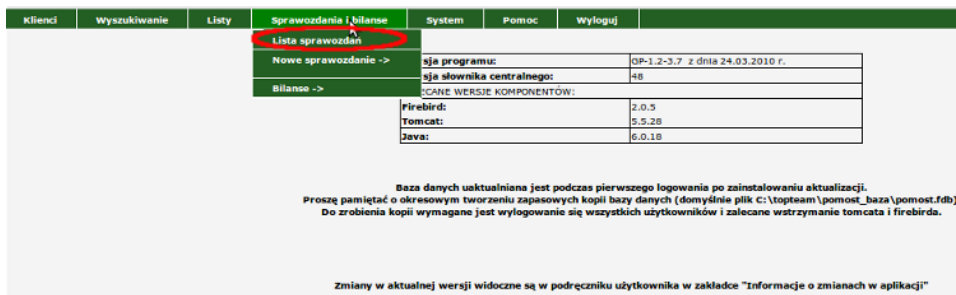 Klienci Wyszukiwanie Listy Sprawozdania i bilanse System Pomoc Wyloguj
Lista sprawozdań
Nowe sprawozdanie ->
Bilanse ->
sja programu: GP-1.2-3.7 z dnia 24.03.2010 r.
sja słownika centralnego: 48
ECANE WERSJE KOMPONENTÓW:
Firebird: 2.0.5
Tomcat: 5.5.28
Java: 6.0.18
Baza danych uaktualniana jest podczas pierwszego logowania po zainstalowaniu aktualizacji.
Proszę pamiętać o okresowym tworzeniu zapasowych kopii bazy danych (domyślnie plik C:\topteam\pomost_baza\pomost.fdb)
Do zrobienia kopii wymagane jest wylogowanie się wszystkich użytkowników i zalecane wstrzymanie tomcata i firebirda.
Zmiany w aktualnej wersji widoczne są w podręczniku użytkownika w zakładce "Informacje o zmianach w aplikacji"